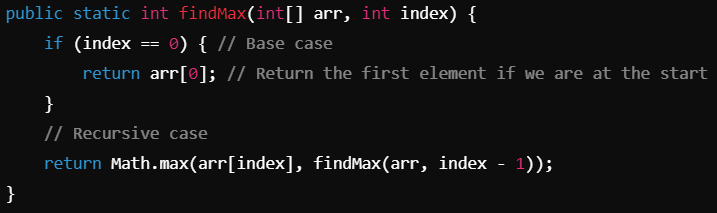 public static int findMax(int[] arr, int index) {
    if (index == 0) { // Base case
        return arr[0]; // Return the first element if we are at the start
    }
    // Recursive case
    return Math.max(arr[index], findMax(arr, index - 1));
}